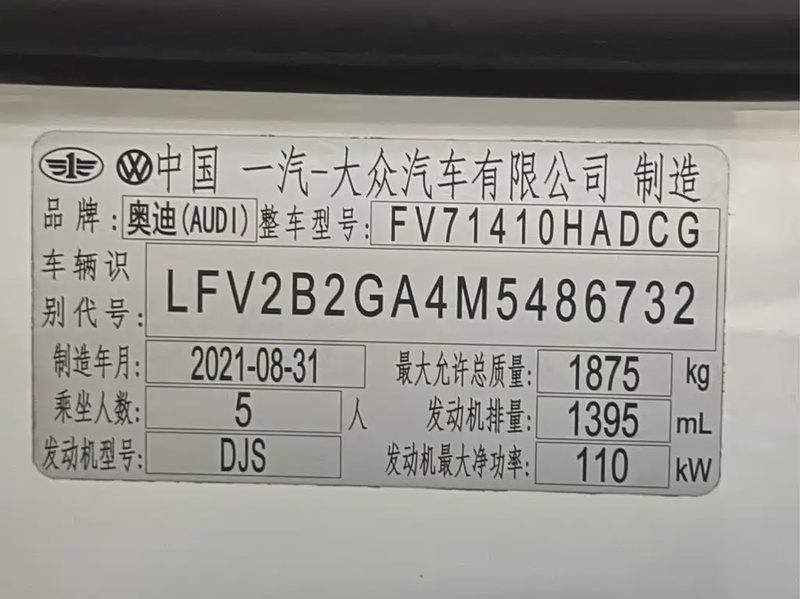 中国 一汽-大众汽车有限公司 制造
品牌: 奥迪(AUDI) 整车型号: FV71410HADCG
车辆识别代号: LFV2B2GA4M5486732
制造年月: 2021-08-31 最大允许总质量: 1875 kg
乘坐人数: 5 人 发动机排量: 1395 mL
发动机型号: DJS 发动机最大净功率: 110 kW